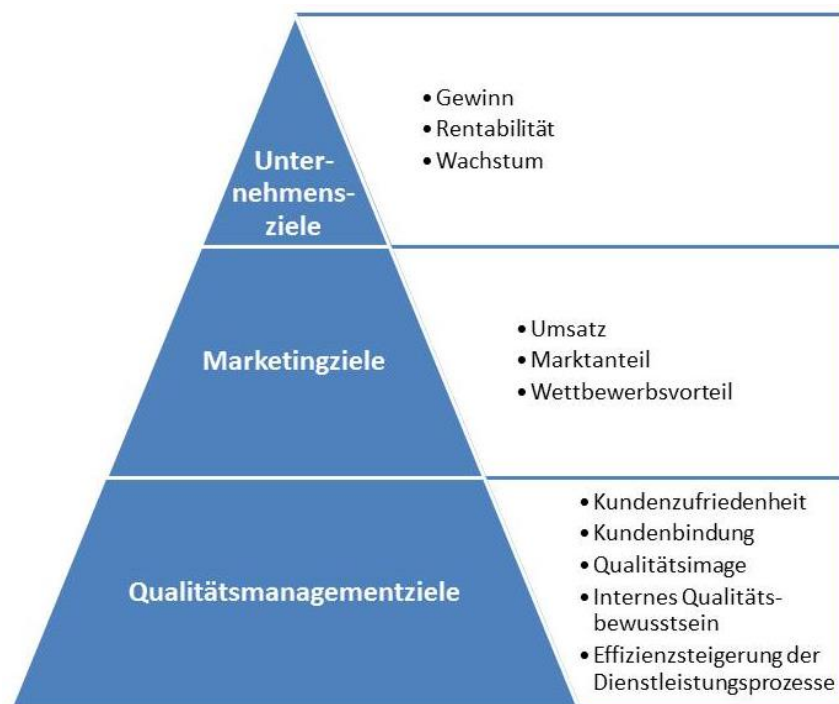 Unter-
nehmens-
ziele
• Gewinn
• Rentabilität
• Wachstum
Marketingziele
• Umsatz
• Marktanteil
• Wettbewerbsvorteil
Qualitätsmanagementziele
• Kundenzufriedenheit
• Kundenbindung
• Qualitätsimage
• Internes Qualitäts-
bewusstsein
• Effizienzsteigerung der
Dienstleistungsprozesse